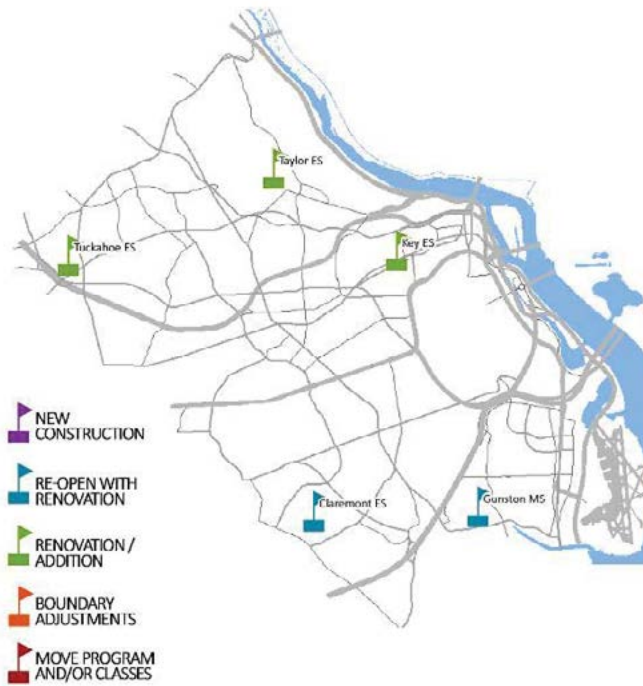 Taylor ES
Tuckahoe ES
Key ES
NEW
CONSTRUCTION
RE-OPEN WITH
RENOVATION
Claremont ES
Gunston MS
RENOVATION /
ADDITION
BOUNDARY
ADJUSTMENTS
MOVE PROGRAM
AND/OR CLASSES